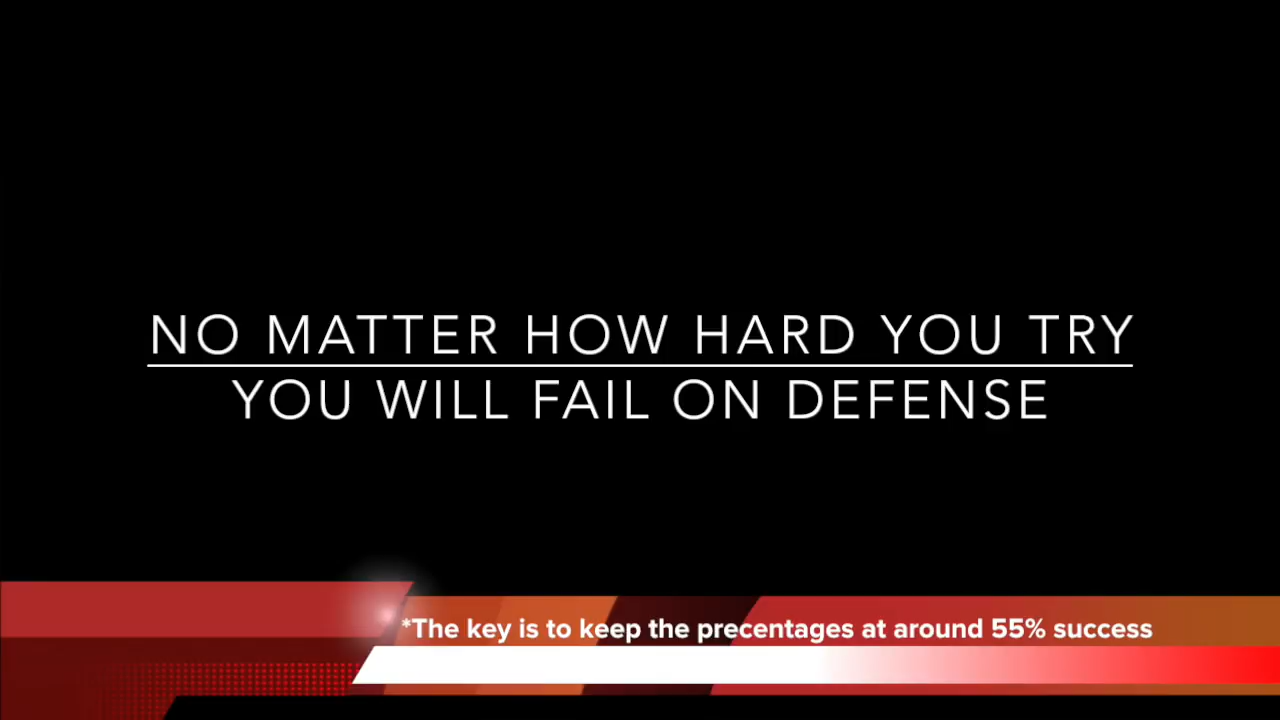 NO MATTER HOW HARD YOU TRY
YOU WILL FAIL ON DEFENSE
*The key is to keep the precentages at around 55% success